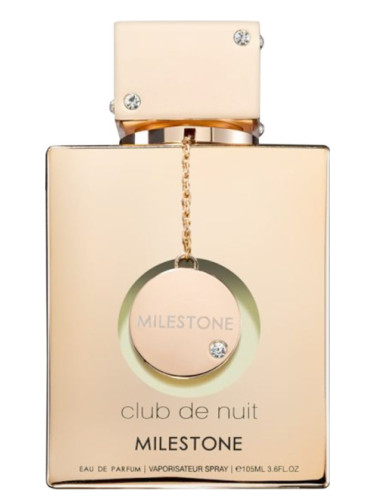 MILESTONE
club de nuit
MILESTONE
EAU DE PARFUM | VAPORISATEUR SPRAY | ℮105ML 3.6FL.OZ